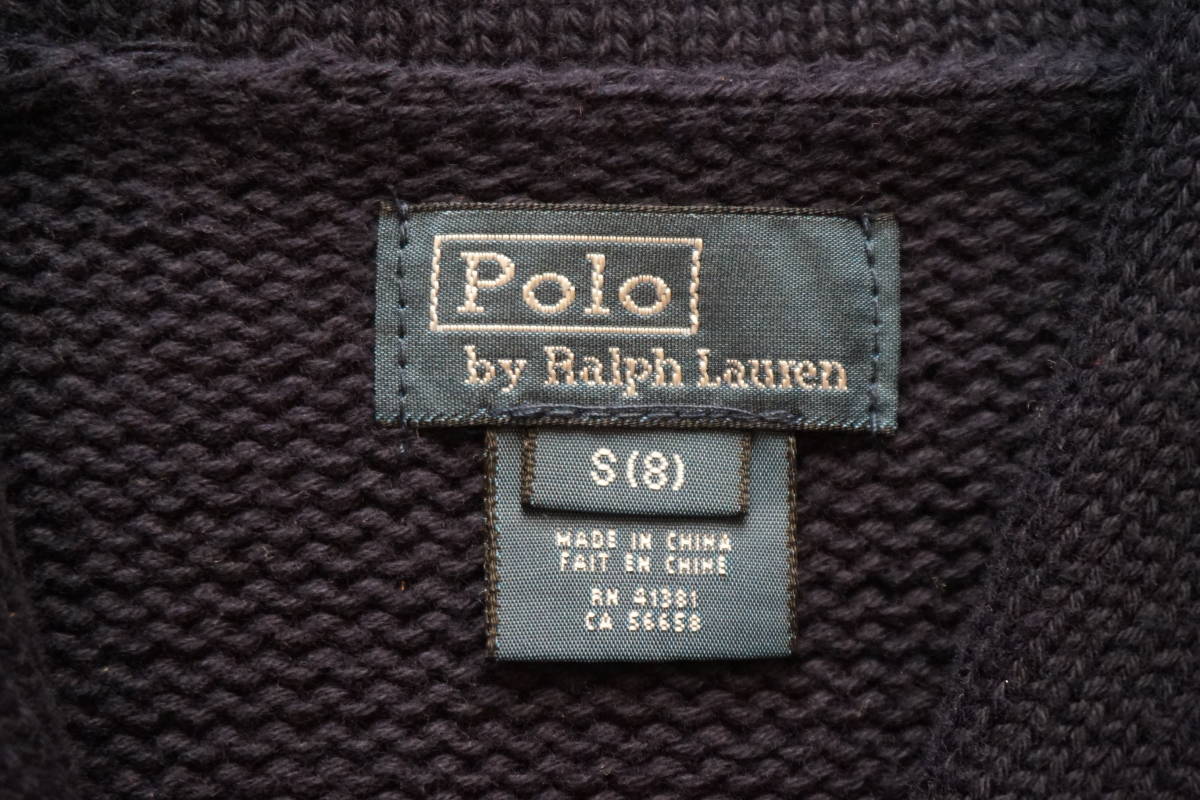 Polo
by Ralph Lauren
S (8)
MADE IN CHINA
FAIT EN CHINE
RN 41381
CA 56658